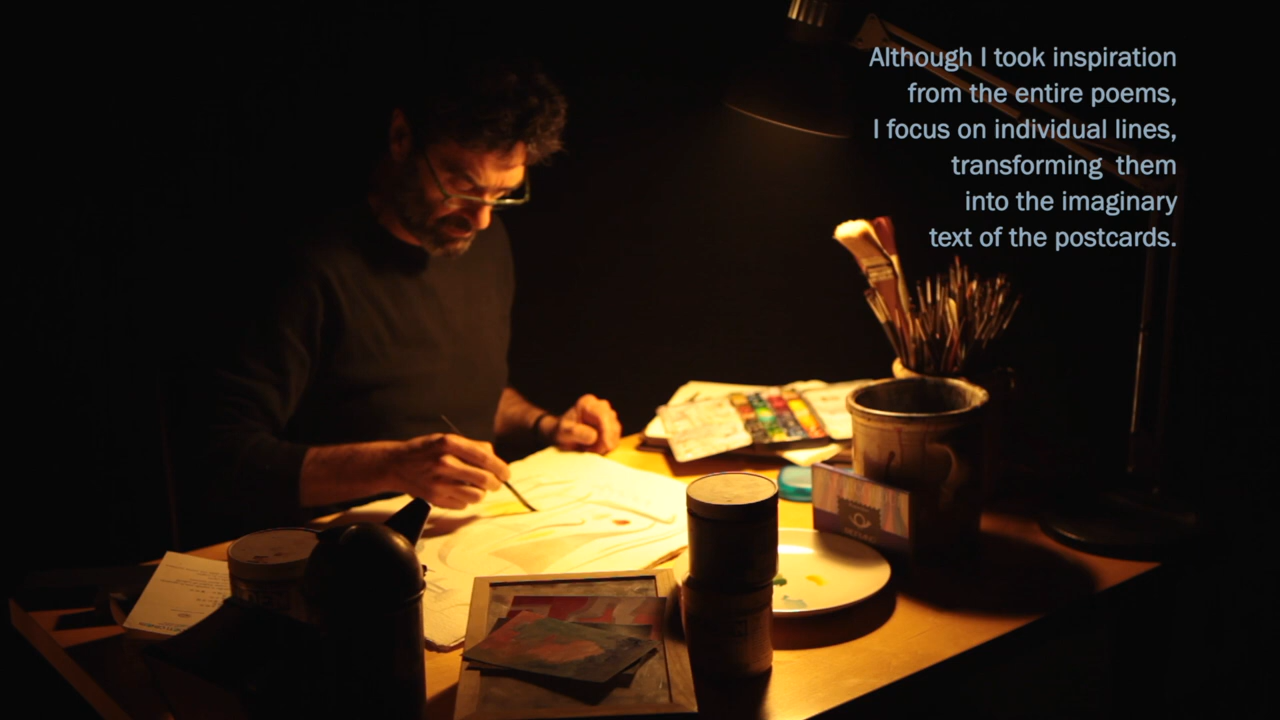 Although I took inspiration
from the entire poems,
I focus on individual lines,
transforming  them
into the imaginary
text of the postcards.